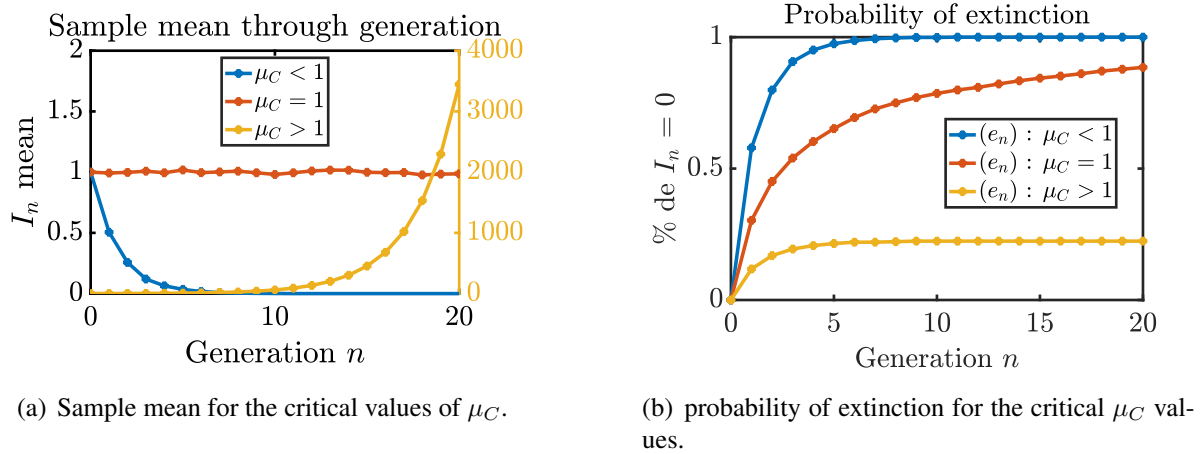 Sample mean through generation
2
1.5
1
0.5
0
I_n mean
4000
3000
2000
1000
0
μ_C < 1
μ_C = 1
μ_C > 1
0
10
20
Generation n
(a) Sample mean for the critical values of μ_C.
Probability of extinction
1
0.5
0
% de I_n = 0
(e_n) : μ_C < 1
(e_n) : μ_C = 1
(e_n) : μ_C > 1
0
5
10
15
20
Generation n
(b) probability of extinction for the critical μ_C val-
ues.